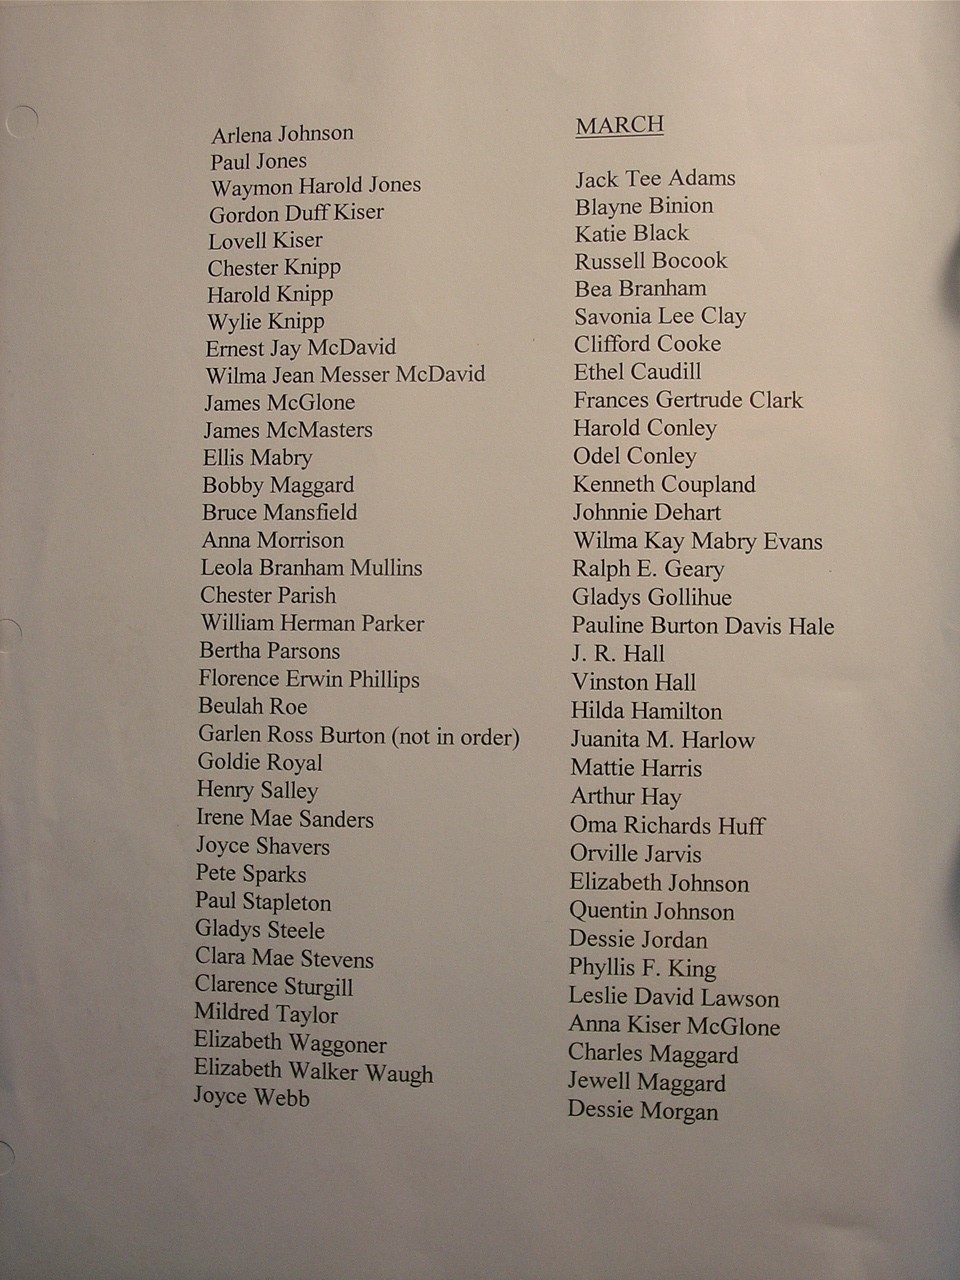 Arlena Johnson
Paul Jones
Waymon Harold Jones
Gordon Duff Kiser
Lovell Kiser
Chester Knipp
Harold Knipp
Wylie Knipp
Ernest Jay McDavid
Wilma Jean Messer McDavid
James McGlone
James McMasters
Ellis Mabry
Bobby Maggard
Bruce Mansfield
Anna Morrison
Leola Branham Mullins
Chester Parish
William Herman Parker
Bertha Parsons
Florence Erwin Phillips
Beulah Roe
Garlen Ross Burton (not in order)
Goldie Royal
Henry Salley
Irene Mae Sanders
Joyce Shavers
Pete Sparks
Paul Stapleton
Gladys Steele
Clara Mae Stevens
Clarence Sturgill
Mildred Taylor
Elizabeth Waggoner
Elizabeth Walker Waugh
Joyce Webb
MARCH
Jack Tee Adams
Blayne Binion
Katie Black
Russell Bocook
Bea Branham
Savonia Lee Clay
Clifford Cooke
Ethel Caudill
Frances Gertrude Clark
Harold Conley
Odel Conley
Kenneth Coupland
Johnnie Dehart
Wilma Kay Mabry Evans
Ralph E. Geary
Gladys Gollihue
Pauline Burton Davis Hale
J. R. Hall
Vinston Hall
Hilda Hamilton
Juanita M. Harlow
Mattie Harris
Arthur Hay
Oma Richards Huff
Orville Jarvis
Elizabeth Johnson
Quentin Johnson
Dessie Jordan
Phyllis F. King
Leslie David Lawson
Anna Kiser McGlone
Charles Maggard
Jewell Maggard
Dessie Morgan